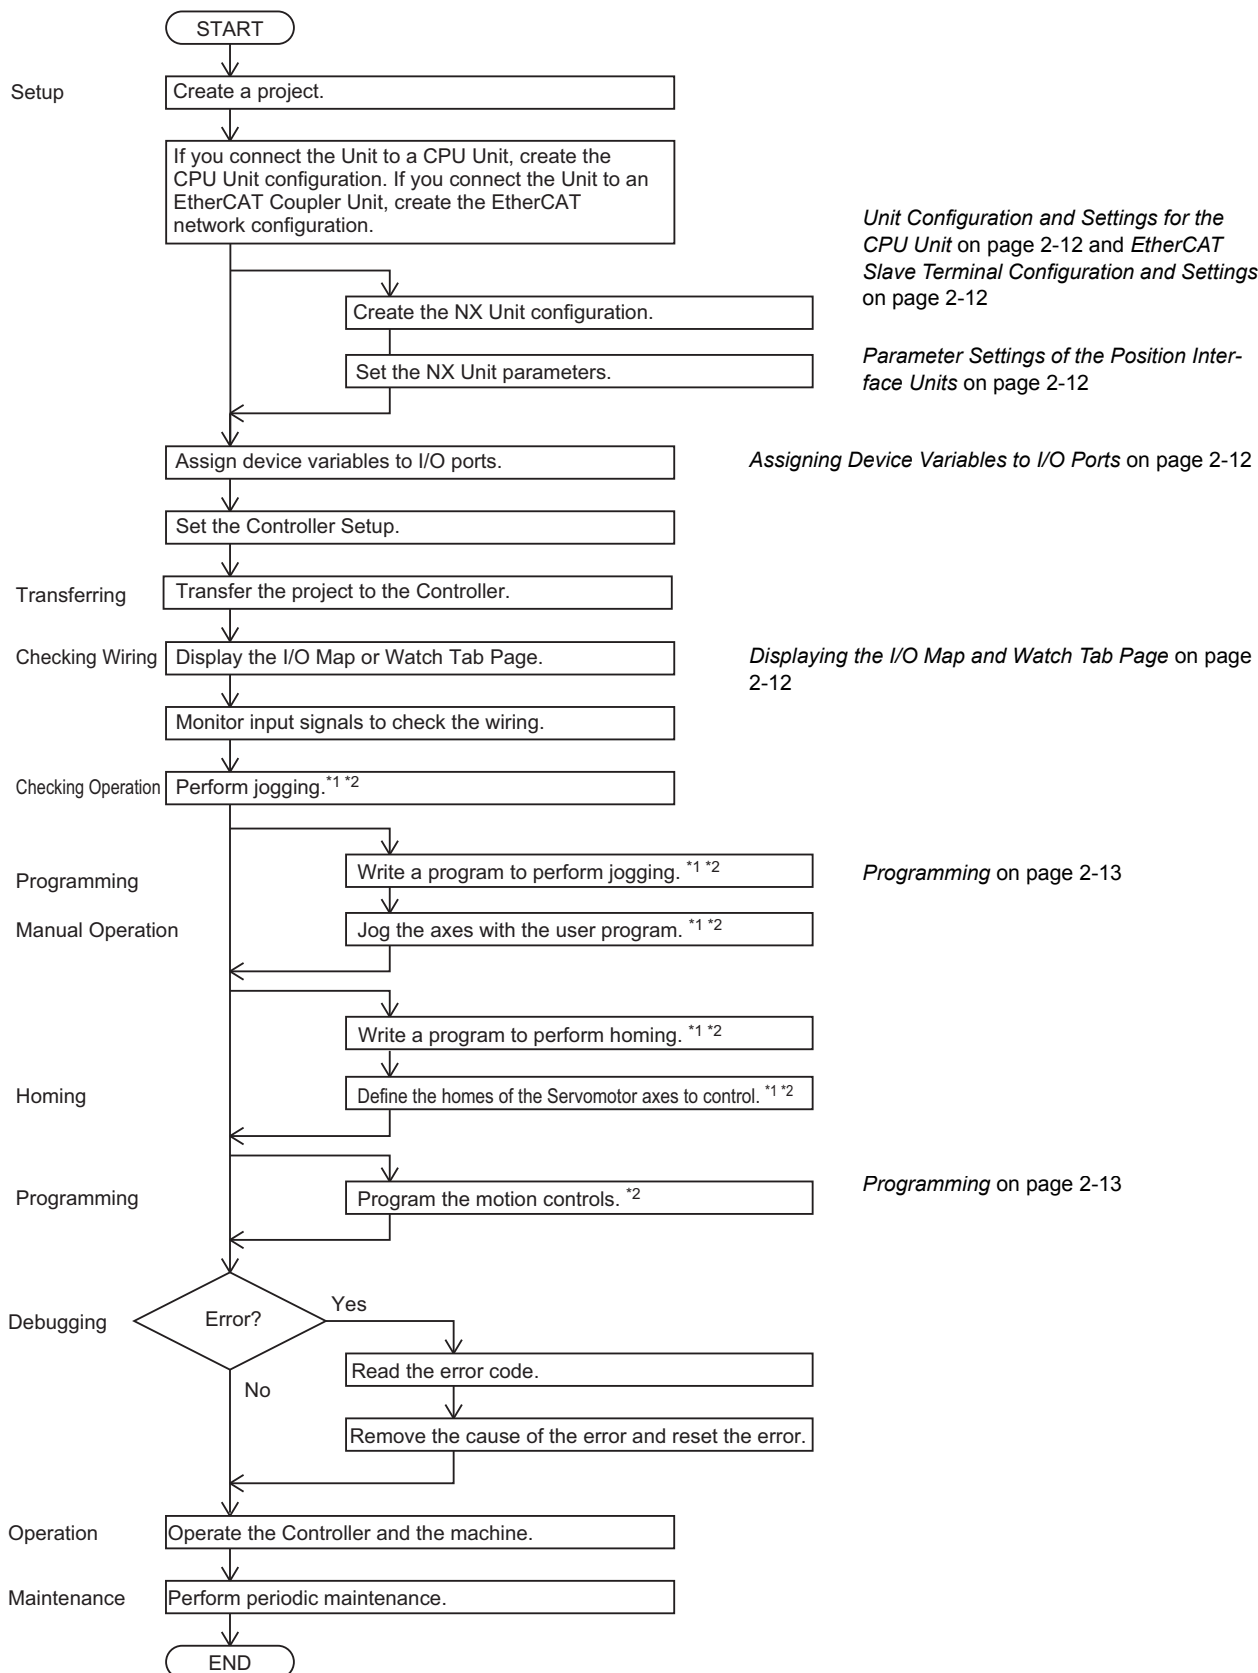 START
Setup
Create a project.
If you connect the Unit to a CPU Unit, create the
CPU Unit configuration. If you connect the Unit to an
EtherCAT Coupler Unit, create the EtherCAT
network configuration.
Unit Configuration and Settings for the
CPU Unit on page 2-12 and EtherCAT
Slave Terminal Configuration and Settings
on page 2-12
Create the NX Unit configuration.
Set the NX Unit parameters.
Parameter Settings of the Position Inter-
face Units on page 2-12
Assign device variables to I/O ports.
Assigning Device Variables to I/O Ports on page 2-12
Set the Controller Setup.
Transferring
Transfer the project to the Controller.
Checking Wiring
Display the I/O Map or Watch Tab Page.
Displaying the I/O Map and Watch Tab Page on page
2-12
Monitor input signals to check the wiring.
Checking Operation
Perform jogging.*1 *2
Programming
Write a program to perform jogging. *1 *2
Programming on page 2-13
Manual Operation
Jog the axes with the user program. *1 *2
Write a program to perform homing. *1 *2
Homing
Define the homes of the Servomotor axes to control. *1 *2
Programming
Program the motion controls. *2
Programming on page 2-13
Debugging
Error?
Yes
No
Read the error code.
Remove the cause of the error and reset the error.
Operation
Operate the Controller and the machine.
Maintenance
Perform periodic maintenance.
END